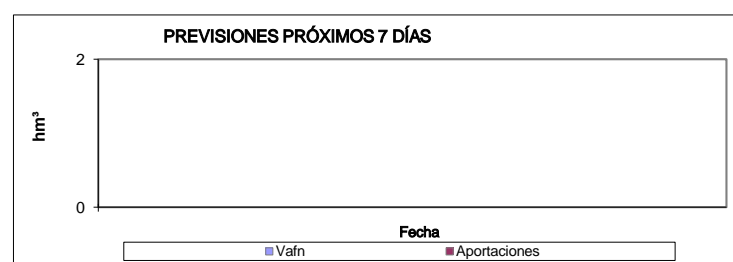 PREVISIONES PRÓXIMOS 7 DÍAS
2
hm³
0
Fecha
Vafn Aportaciones